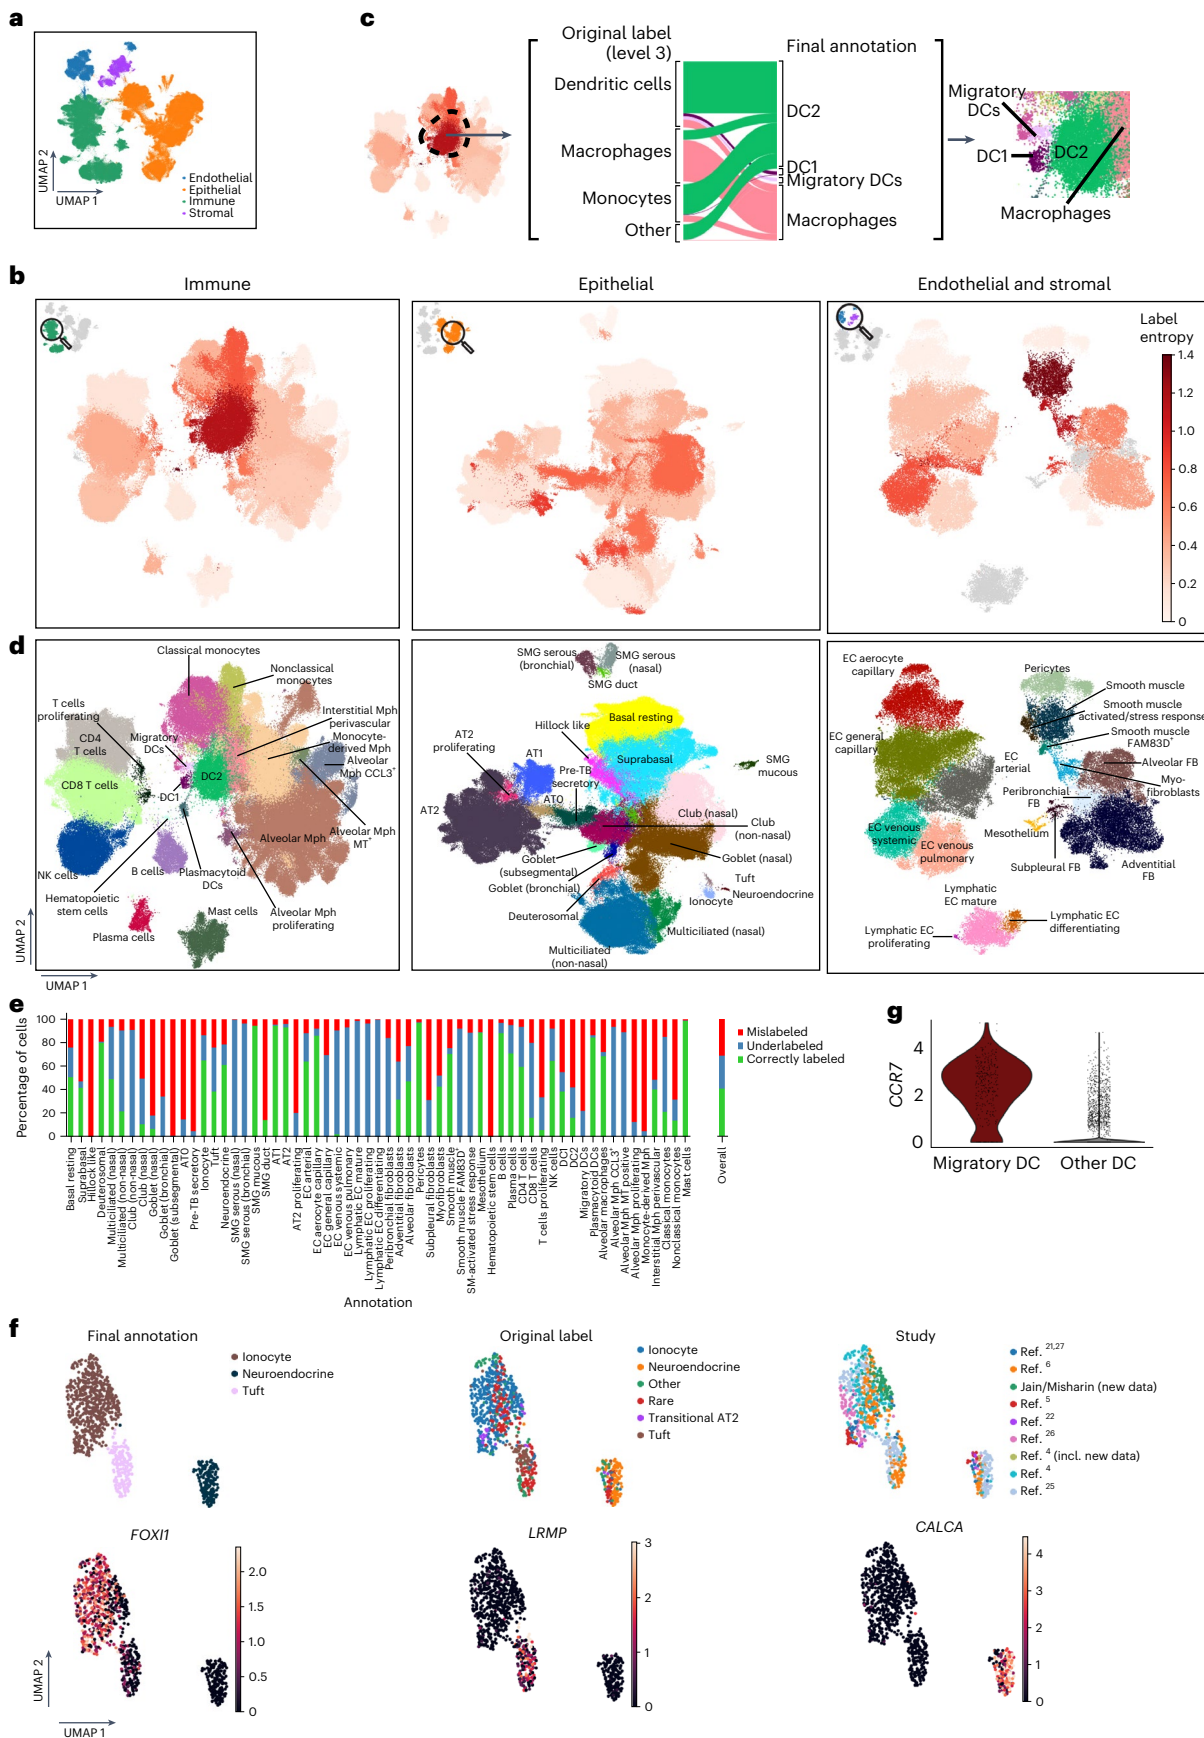 a
UMAP 2
UMAP 1
Endothelial
Epithelial
Immune
Stromal
c
Original label
(level 3)
Dendritic cells
Macrophages
Monocytes
Other
Final annotation
DC2
DC1
Migratory DCs
Macrophages
Migratory
DCs
DC1
DC2
Macrophages
b
Immune
Epithelial
Endothelial and stromal
Label
entropy
1.4
1.2
1.0
0.8
0.6
0.4
0.2
0
d
Classical monocytes
Nonclassical
monocytes
T cells
proliferating
CD4
T cells
Migratory
DCs
Interstitial Mph
perivascular
Monocyte-
derived Mph
Alveolar
Mph CCL3+
DC2
CD8 T cells
DC1
Alveolar Mph
Alveolar Mph
MT+
NK cells
B cells
Plasmacytoid
DCs
Hematopoietic
stem cells
Mast cells
Alveolar Mph
proliferating
Plasma cells
UMAP 2
UMAP 1
SMG serous
(bronchial)
SMG serous
(nasal)
SMG duct
Basal resting
Hillock like
AT2
proliferating
AT1
Pre-TB
secretory
Suprabasal
SMG
mucous
AT2
AT0
Club (nasal)
Club
(non-nasal)
Goblet
(subsegmental)
Goblet (nasal)
Goblet (bronchial)
Tuft
Neuroendocrine
Ionocyte
Deuterosomal
Multiciliated (nasal)
Multiciliated
(non-nasal)
EC aerocyte
capillary
Pericytes
Smooth muscle
Smooth muscle
activated/stress response
EC general
capillary
Smooth muscle
FAM83D+
EC
arterial
Alveolar FB
Peribronchial
FB
Myo-
fibroblasts
EC venous
systemic
Mesothelium
EC venous
pulmonary
Subpleural FB
Adventitial
FB
Lymphatic
EC mature
Lymphatic EC
proliferating
Lymphatic EC
differentiating
e
Percentage of cells
100
80
60
40
20
0
Basal resting
Suprabasal
Hillock like
Deuterosomal
Multiciliated (nasal)
Multiciliated (non-nasal)
Club (non-nasal)
Club (nasal)
Goblet (nasal)
Goblet (bronchial)
Goblet (subsegmental)
AT0
Pre-TB secretory
Ionocyte
Tuft
Neuroendocrine
SMG serous (nasal)
SMG serous (bronchial)
SMG mucous
SMG duct
AT1
AT2
AT2 proliferating
EC arterial
EC aerocyte capillary
EC general capillary
EC venous systemic
EC venous pulmonary
Lymphatic EC mature
Lymphatic EC proliferating
Lymphatic EC differentiating
Peribronchial fibroblasts
Adventitial fibroblasts
Alveolar fibroblasts
Pericytes
Subpleural fibroblasts
Myofibroblasts
Smooth muscle
Smooth muscle FAM83D+
SM-activated stress response
Mesothelium
Hematopoietic stem cells
B cells
Plasma cells
CD4 T cells
CD8 T cells
T cells proliferating
NK cells
DC1
DC2
Migratory DCs
Plasmacytoid DCs
Alveolar macrophages
Alveolar Mph CCL3+
Alveolar Mph MT positive
Alveolar Mph proliferating
Monocyte-derived Mph
Interstitial Mph perivascular
Classical monocytes
Nonclassical monocytes
Mast cells
Overall
Annotation
Mislabeled
Underlabeled
Correctly labeled
g
CCR7
4
2
0
Migratory DC
Other DC
f
Final annotation
Ionocyte
Neuroendocrine
Tuft
Original label
Ionocyte
Neuroendocrine
Other
Rare
Transitional AT2
Tuft
Study
Ref. 21,27
Ref. 6
Jain/Misharin (new data)
Ref. 5
Ref. 22
Ref. 26
Ref. 4 (incl. new data)
Ref. 4
Ref. 25
FOXI1
2.0
1.5
1.0
0.5
0
LRMP
3
2
1
0
CALCA
4
3
2
1
0
UMAP 2
UMAP 1